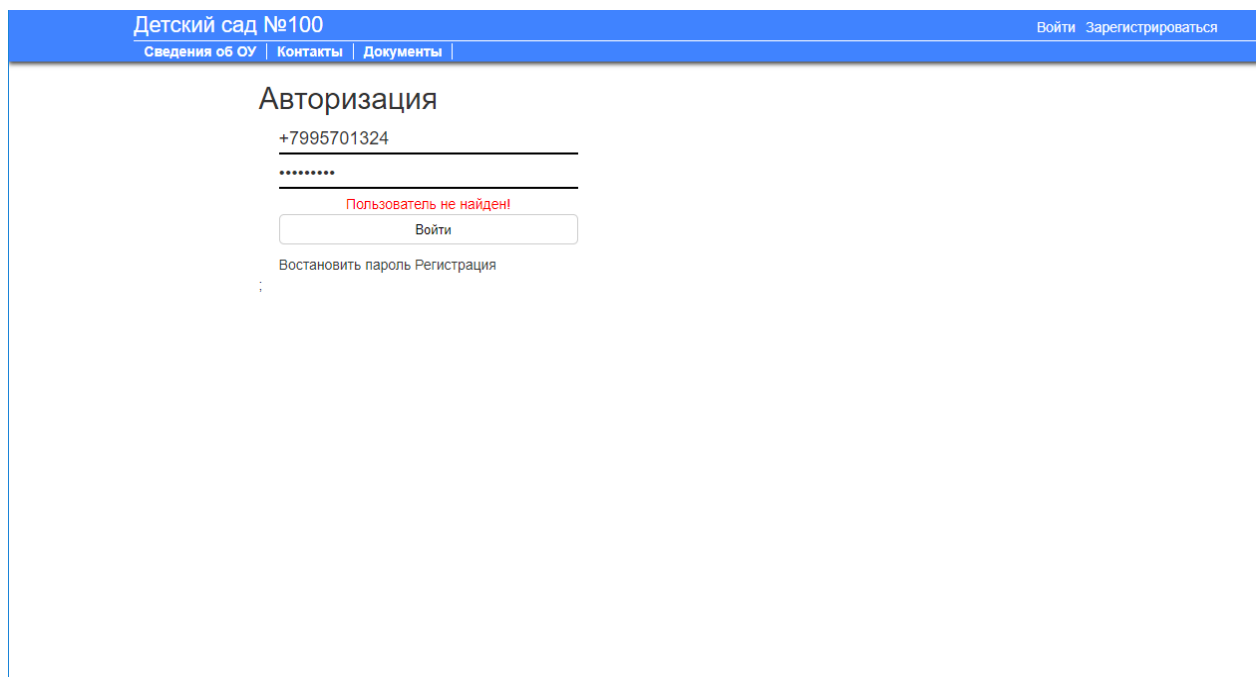 Детский сад №100
Войти Зарегистрироваться
Сведения об ОУ Контакты Документы
Авторизация
+7995701324
•••••••••
Пользователь не найден!
Войти
Востановить пароль Регистрация
;